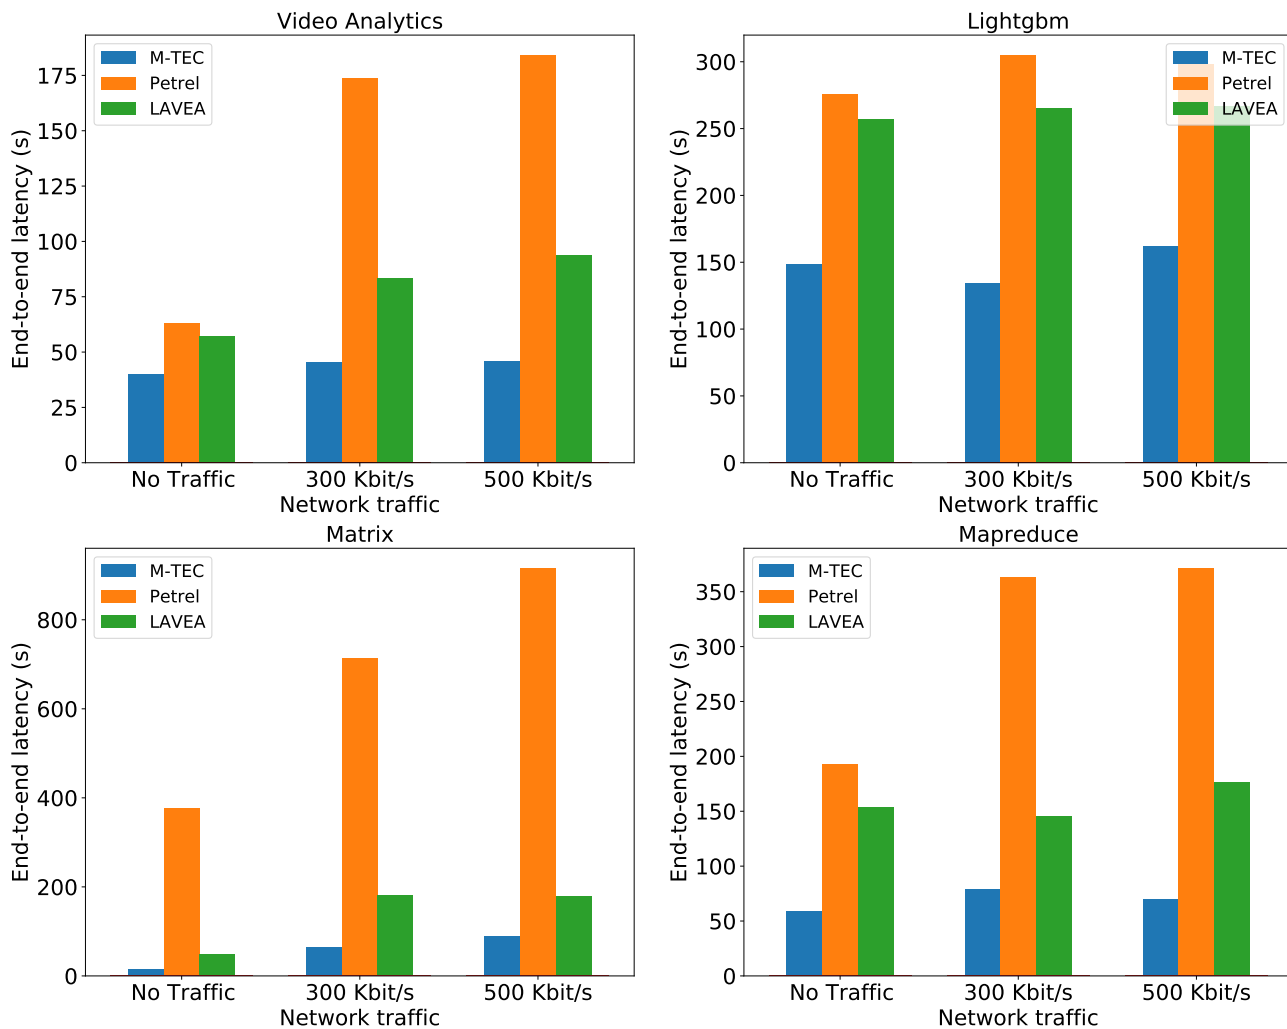 Video Analytics
M-TEC
Petrel
LAVEA
End-to-end latency (s)
175
150
125
100
75
50
25
0
No Traffic
300 Kbit/s
500 Kbit/s
Network traffic
Lightgbm
M-TEC
Petrel
LAVEA
End-to-end latency (s)
300
250
200
150
100
50
0
No Traffic
300 Kbit/s
500 Kbit/s
Network traffic
Matrix
M-TEC
Petrel
LAVEA
End-to-end latency (s)
800
600
400
200
0
No Traffic
300 Kbit/s
500 Kbit/s
Network traffic
Mapreduce
M-TEC
Petrel
LAVEA
End-to-end latency (s)
350
300
250
200
150
100
50
0
No Traffic
300 Kbit/s
500 Kbit/s
Network traffic